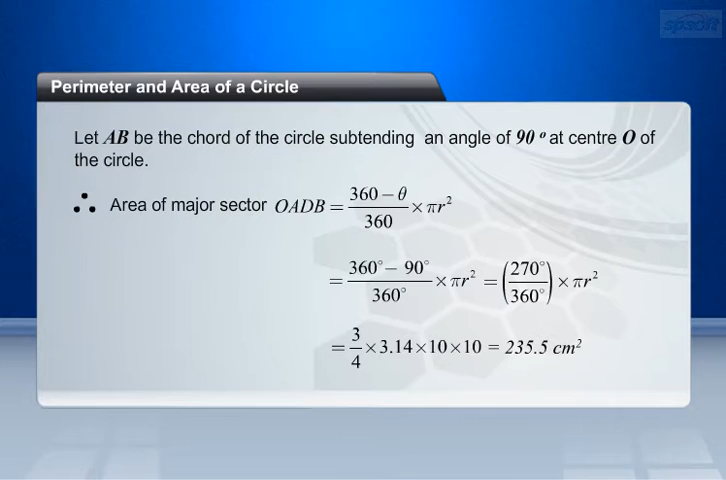 spsoft
Perimeter and Area of a Circle
Let AB be the chord of the circle subtending an angle of 90 º at centre O of
the circle.
∴ Area of major sector OADB = (360 − θ)/360 × πr²
= (360° − 90°)/360° × πr² = (270°/360°) × πr²
= 3/4 × 3.14 × 10 × 10 = 235.5 cm²